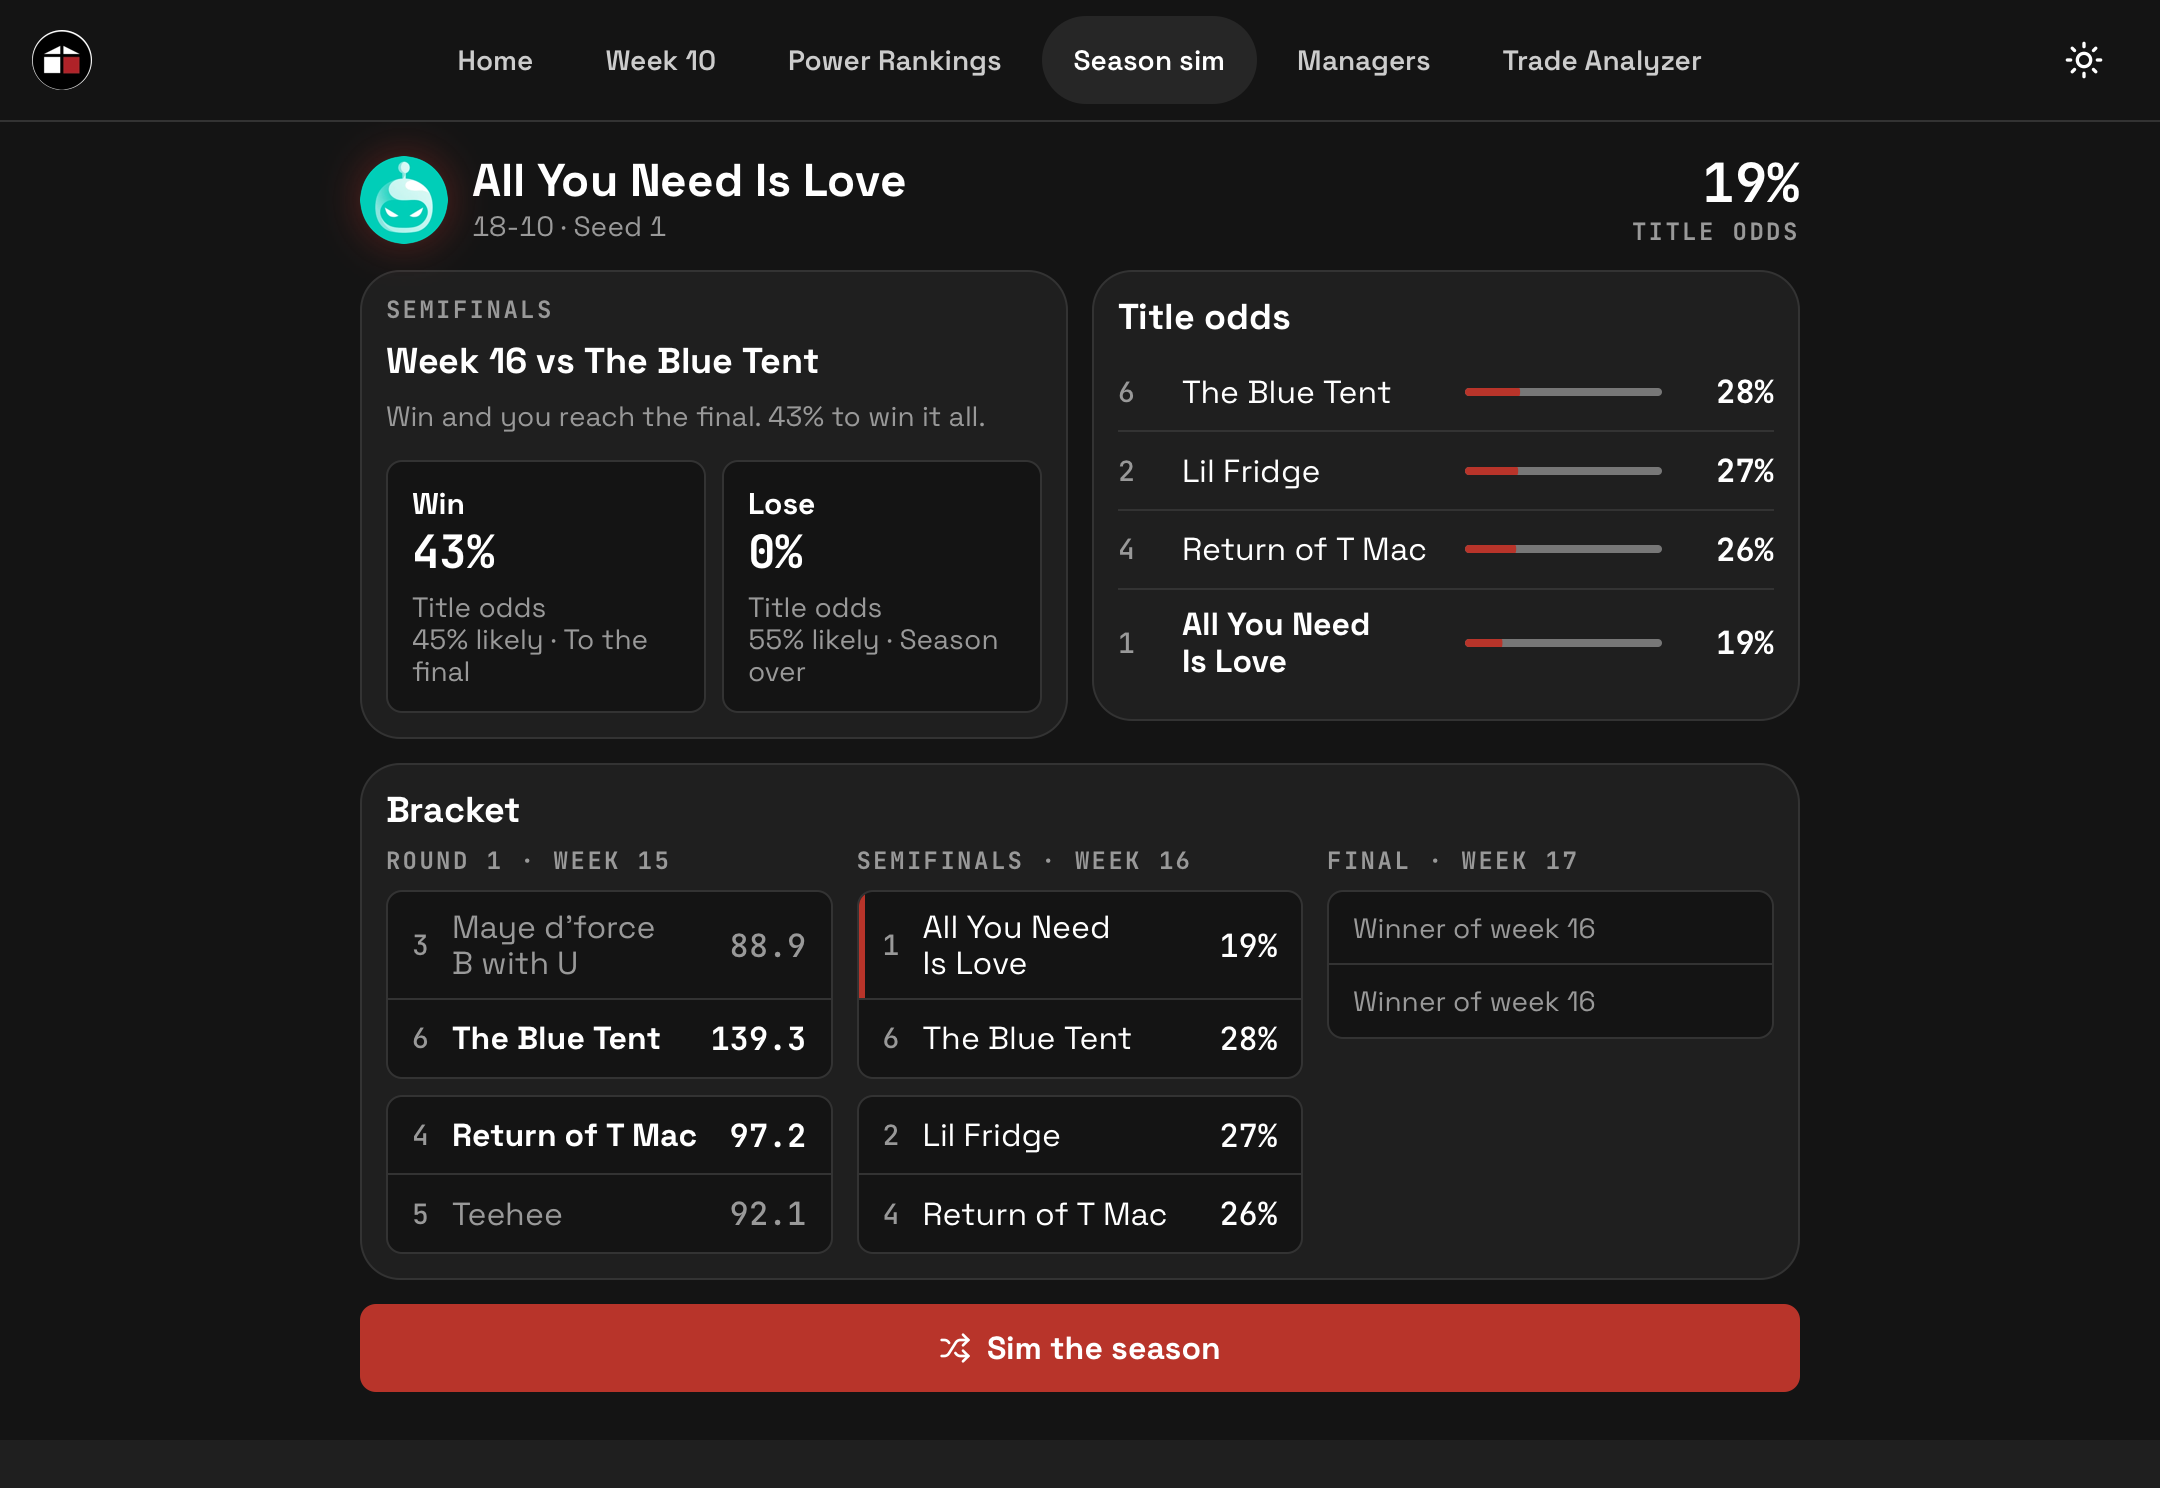 Home
Week 10
Power Rankings
Season sim
Managers
Trade Analyzer
All You Need Is Love
18-10 · Seed 1
19%
TITLE ODDS
SEMIFINALS
Week 16 vs The Blue Tent
Win and you reach the final. 43% to win it all.
Win
43%
Title odds
45% likely · To the
final
Lose
0%
Title odds
55% likely · Season
over
Title odds
6 The Blue Tent 28%
2 Lil Fridge 27%
4 Return of T Mac 26%
1 All You Need
Is Love 19%
Bracket
ROUND 1 · WEEK 15
3 Maye d’force
B with U 88.9
6 The Blue Tent 139.3
4 Return of T Mac 97.2
5 Teehee 92.1
SEMIFINALS · WEEK 16
1 All You Need
Is Love 19%
6 The Blue Tent 28%
2 Lil Fridge 27%
4 Return of T Mac 26%
FINAL · WEEK 17
Winner of week 16
Winner of week 16
Sim the season